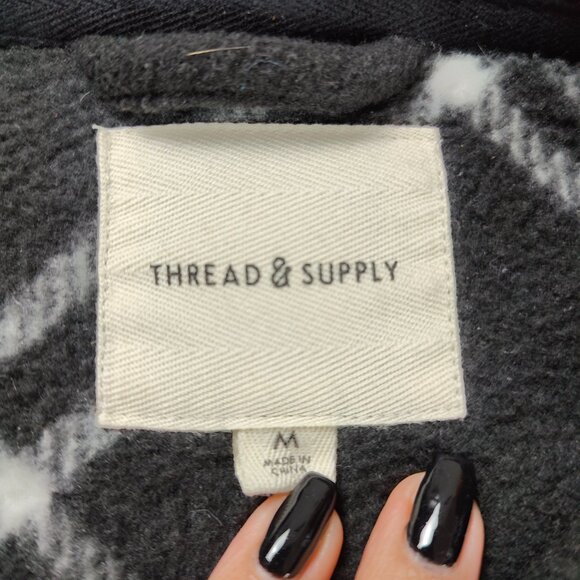 THREAD & SUPPLY
M
MADE IN
CHINA